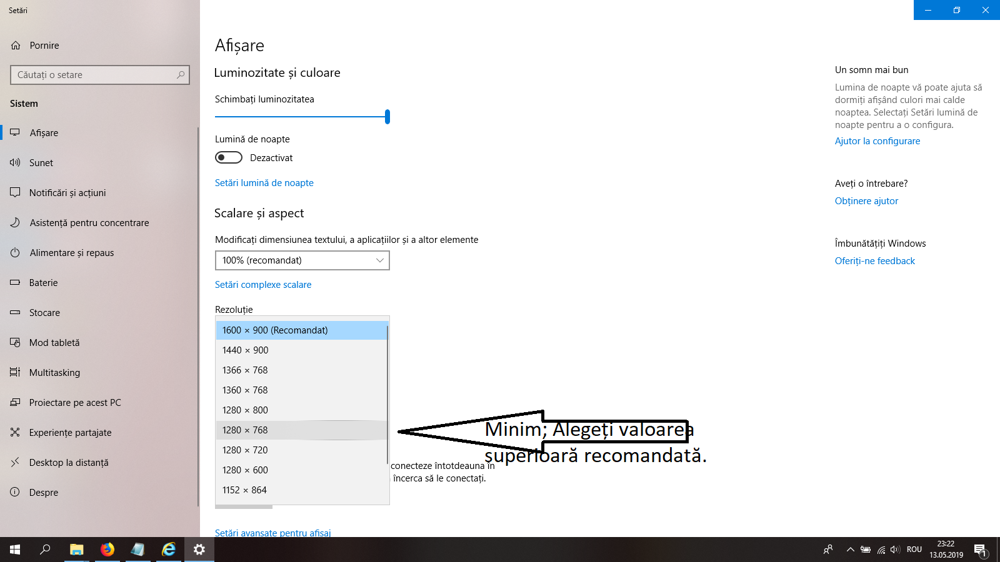 Setări
Pornire
Căutați o setare
Sistem
Afișare
Sunet
Notificări și acțiuni
Asistență pentru concentrare
Alimentare și repaus
Baterie
Stocare
Mod tabletă
Multitasking
Proiectare pe acest PC
Experiențe partajate
Desktop la distanță
Despre
Afișare
Luminozitate și culoare
Schimbați luminozitatea
Lumină de noapte
Dezactivat
Setări lumină de noapte
Scalare și aspect
Modificați dimensiunea textului, a aplicațiilor și a altor elemente
100% (recomandat)
Setări complexe scalare
Rezoluție
1600 × 900 (Recomandat)
1440 × 900
1366 × 768
1360 × 768
1280 × 800
1280 × 768
1280 × 720
1280 × 600
1152 × 864
Minim; Alegeți valoarea
superioară recomandată.
conecteze întotdeauna în
încerca să le conectați.
Setări avansate pentru afișaj
Un somn mai bun
Lumina de noapte vă poate ajuta să
dormiți afișând culori mai calde
noaptea. Selectați Setări lumină de
noapte pentru a o configura.
Ajutor la configurare
Aveți o întrebare?
Obținere ajutor
Îmbunătățiți Windows
Oferiți-ne feedback
ROU
23:22
13.05.2019
1